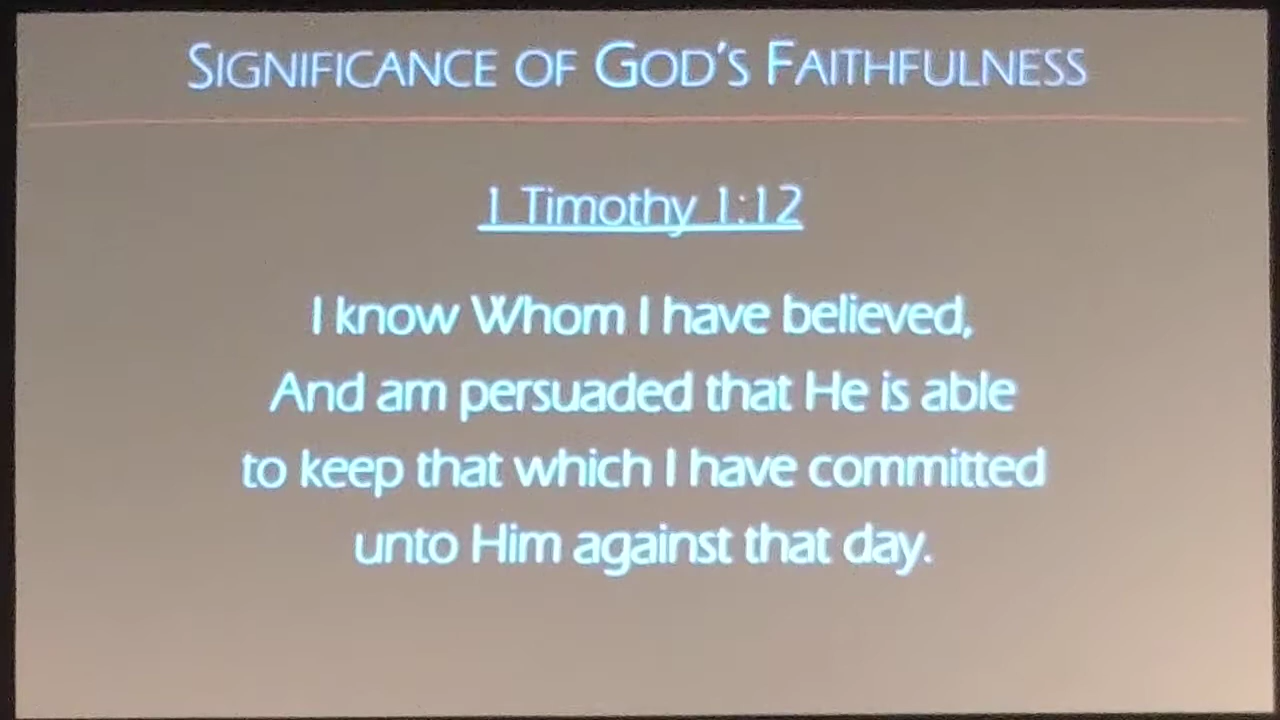 SIGNIFICANCE OF GOD'S FAITHFULNESS
1 Timothy 1:12
I know Whom I have believed,
And am persuaded that He is able
to keep that which I have committed
unto Him against that day.